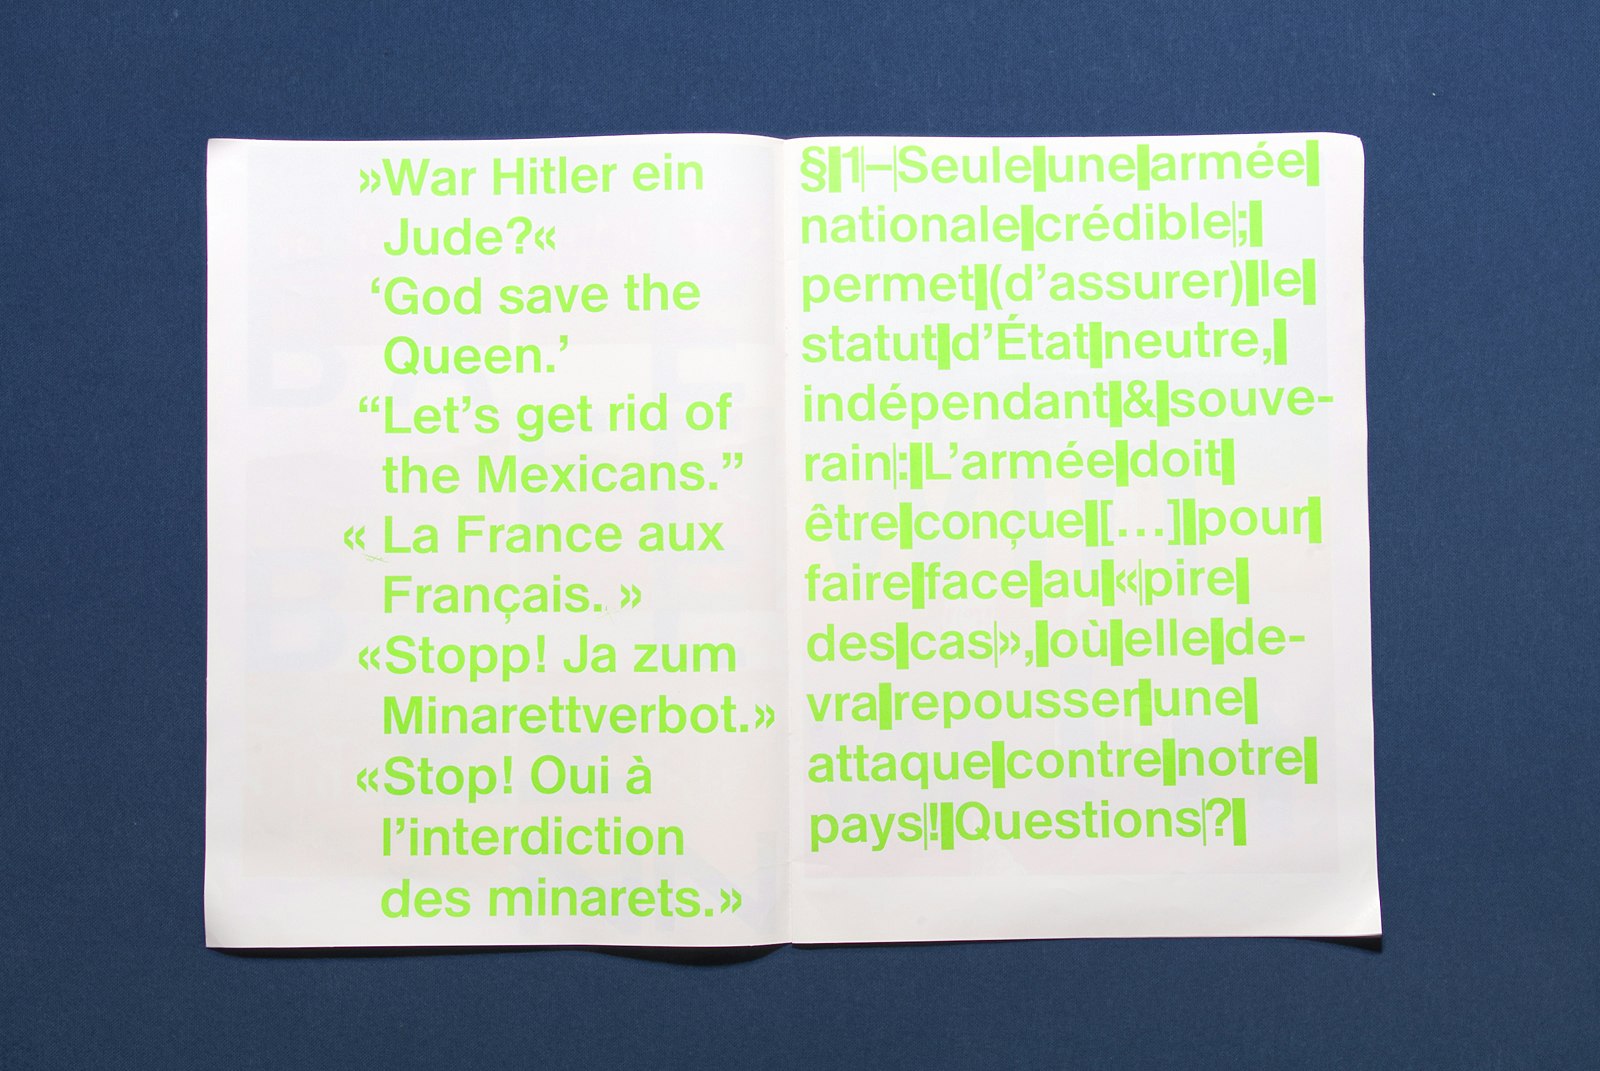 »War Hitler ein
Jude?«
‘God save the
Queen.’
“Let’s get rid of
the Mexicans.”
« La France aux
Français. »
«Stopp! Ja zum
Minarettverbot.»
«Stop! Oui à
l’interdiction
des minarets.»
§ 1 – Seule une armée
nationale crédible ;
permet (d’assurer) le
statut d’État neutre,
indépendant & souve-
rain : L’armée doit
être conçue […] pour
faire face au « pire
des cas », où elle de-
vra repousser une
attaque contre notre
pays ! Questions ?